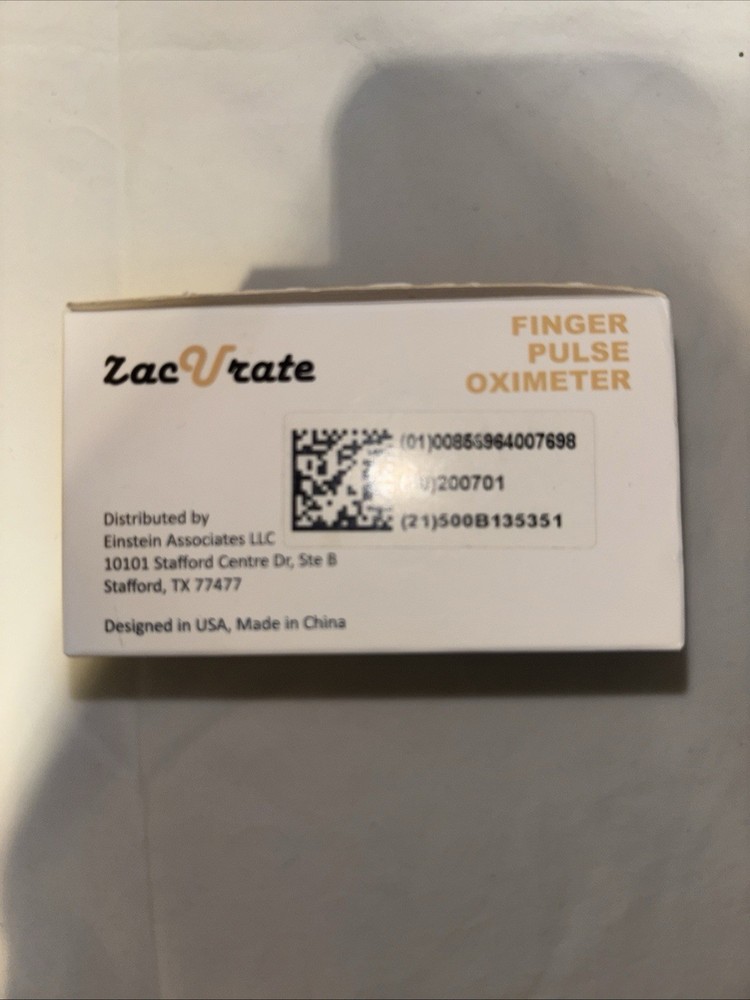 ZacUrate
FINGER
PULSE
OXIMETER
(01)00856964007698
200701
(21)500B135351
Distributed by
Einstein Associates LLC
10101 Stafford Centre Dr, Ste B
Stafford, TX 77477
Designed in USA, Made in China